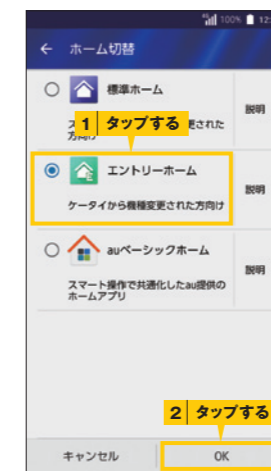 100% 12:
← ホーム切替
標準ホーム
説明
更された
方向け
1 タップする
エントリーホーム
ケータイから機種変更された方向け
説明
auベーシックホーム
スマート操作で共通化したau提供の
ホームアプリ
説明
2 タップする
キャンセル
OK